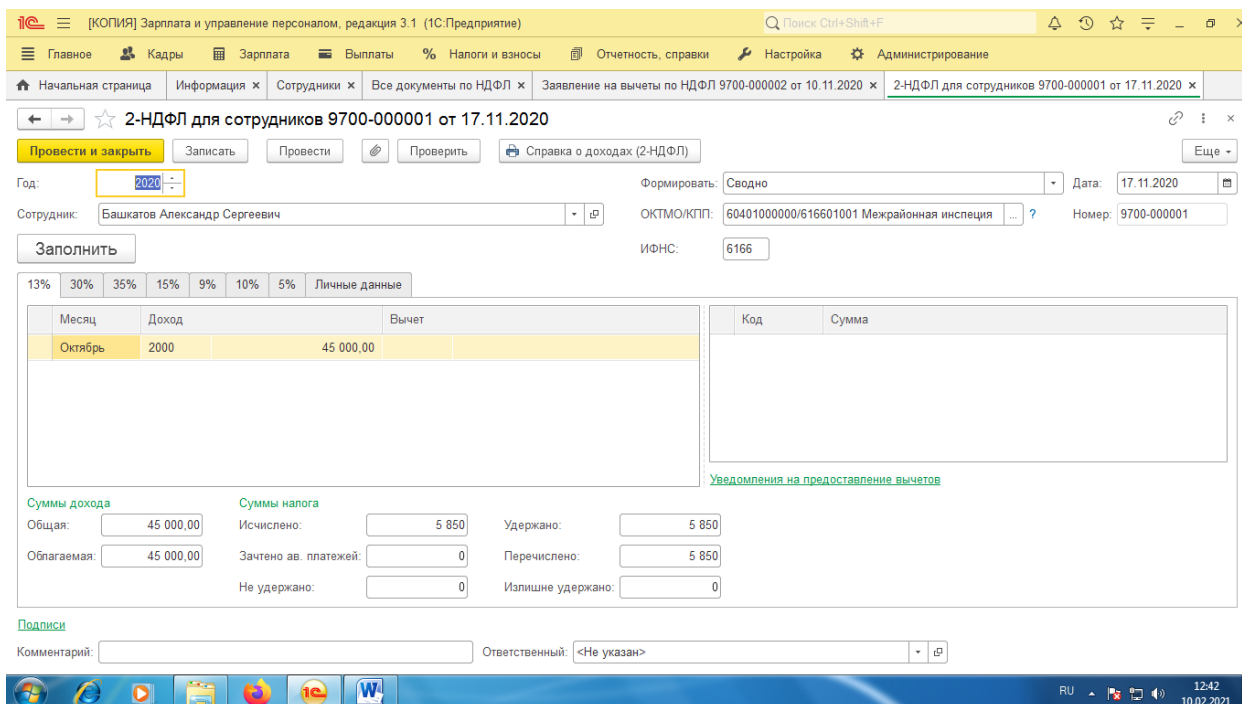 1С [КОПИЯ] Зарплата и управление персоналом, редакция 3.1 (1С:Предприятие) Поиск Ctrl+Shift+F
Главное Кадры Зарплата Выплаты % Налоги и взносы Отчетность, справки Настройка Администрирование
Начальная страница Информация × Сотрудники × Все документы по НДФЛ × Заявление на вычеты по НДФЛ 9700-000002 от 10.11.2020 × 2-НДФЛ для сотрудников 9700-000001 от 17.11.2020 ×
2-НДФЛ для сотрудников 9700-000001 от 17.11.2020
Провести и закрыть Записать Провести Проверить Справка о доходах (2-НДФЛ) Еще
Год: 2020 Формировать: Сводно Дата: 17.11.2020
Сотрудник: Башкатов Александр Сергеевич ОКТМО/КПП: 60401000000/616601001 Межрайонная инспеция ... ? Номер: 9700-000001
Заполнить ИФНС: 6166
13% 30% 35% 15% 9% 10% 5% Личные данные
Месяц Доход Вычет Код Сумма
Октябрь 2000 45 000,00
Уведомления на предоставление вычетов
Суммы дохода Суммы налога
Общая: 45 000,00 Исчислено: 5 850 Удержано: 5 850
Облагаемая: 45 000,00 Зачтено ав. платежей: 0 Перечислено: 5 850
Не удержано: 0 Излишне удержано: 0
Подписи
Комментарий: Ответственный: <Не указан>
1С W RU 12:42
10.02.2021